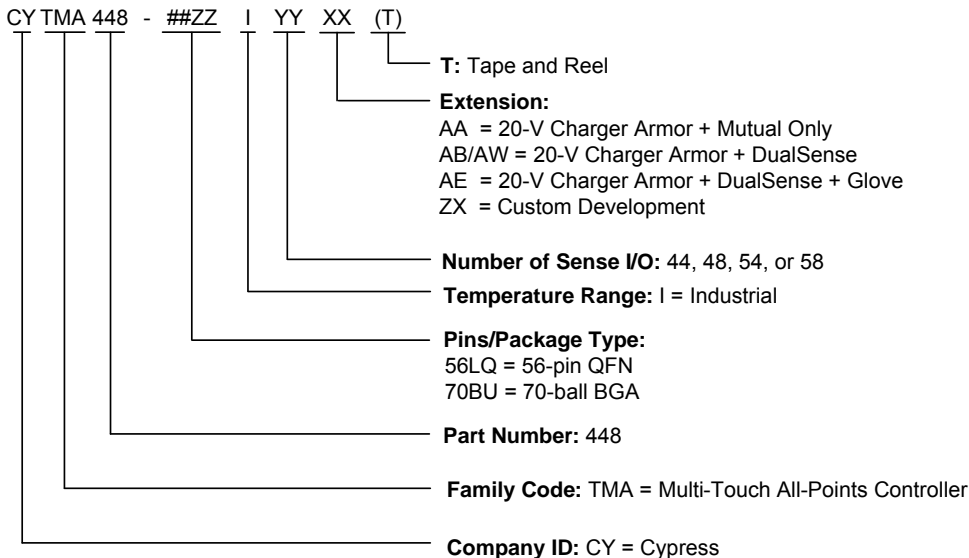 CY TMA 448 - ##ZZ I YY XX (T)
T: Tape and Reel
Extension:
AA = 20-V Charger Armor + Mutual Only
AB/AW = 20-V Charger Armor + DualSense
AE = 20-V Charger Armor + DualSense + Glove
ZX = Custom Development
Number of Sense I/O: 44, 48, 54, or 58
Temperature Range: I = Industrial
Pins/Package Type:
56LQ = 56-pin QFN
70BU = 70-ball BGA
Part Number: 448
Family Code: TMA = Multi-Touch All-Points Controller
Company ID: CY = Cypress